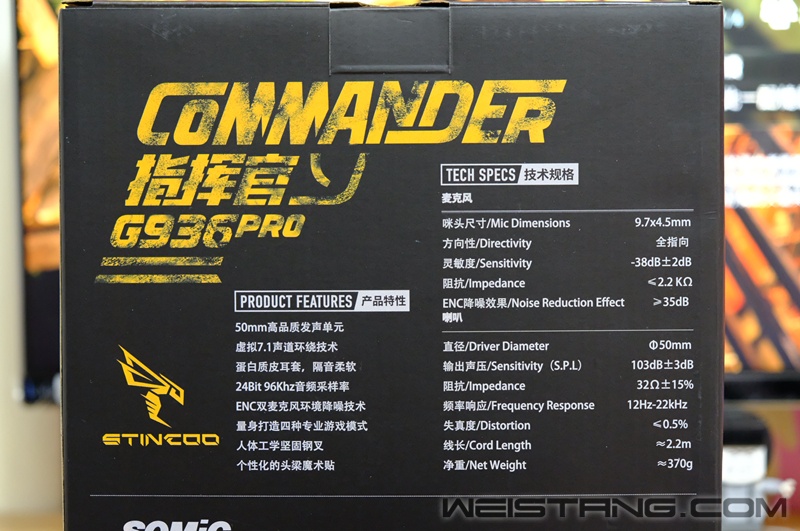 COMMANDER
指挥官
G936PRO
TECH SPECS 技术规格
麦克风
咪头尺寸/Mic Dimensions 9.7x4.5mm
方向性/Directivity 全指向
灵敏度/Sensitivity -38dB±2dB
阻抗/Impedance ≤2.2 KΩ
ENC降噪效果/Noise Reduction Effect ≥35dB
喇叭
直径/Driver Diameter Φ50mm
输出声压/Sensitivity（S.P.L） 103dB±3dB
阻抗/Impedance 32Ω±15%
频率响应/Frequency Response 12Hz-22kHz
失真度/Distortion ≤0.5%
线长/Cord Length ≈2.2m
净重/Net Weight ≈370g
PRODUCT FEATURES 产品特性
50mm高品质发声单元
虚拟7.1声道环绕技术
蛋白质皮耳套，隔音柔软
24Bit 96Khz音频采样率
ENC双麦克风环境降噪技术
量身打造四种专业游戏模式
人体工学坚固钢叉
个性化的头梁魔术贴
STINCOO
SOMiC
WEISTANG.COM